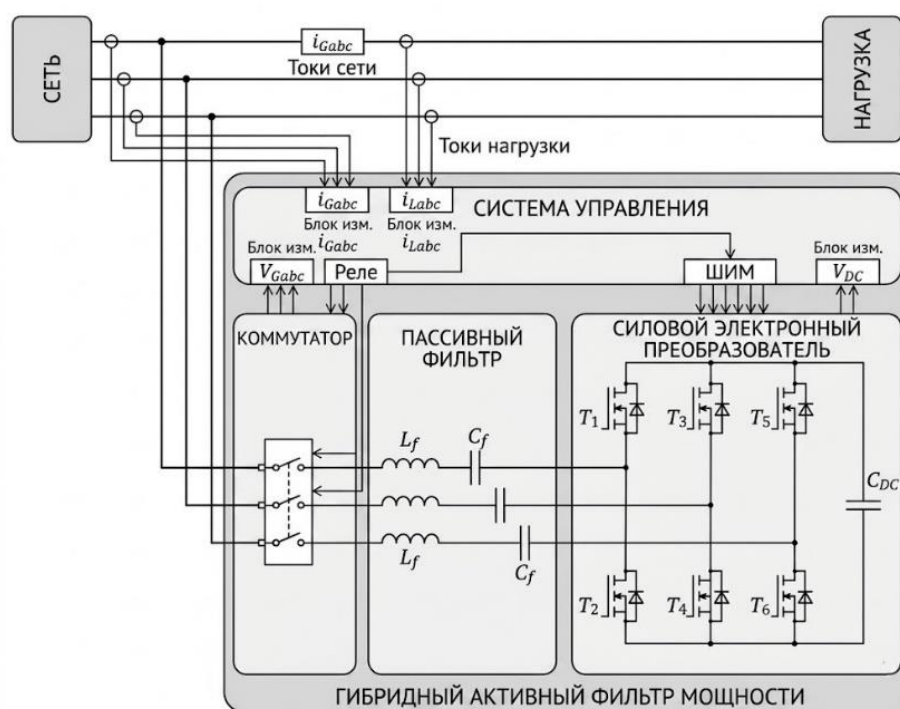 СЕТЬ
i_Gabc
Токи сети
НАГРУЗКА
Токи нагрузки
i_Gabc
i_Labc
СИСТЕМА УПРАВЛЕНИЯ
Блок изм.
i_Gabc
Блок изм.
i_Labc
Блок изм.
V_Gabc
Реле
ШИМ
Блок изм.
V_DC
КОММУТАТОР
ПАССИВНЫЙ
ФИЛЬТР
СИЛОВОЙ ЭЛЕКТРОННЫЙ
ПРЕОБРАЗОВАТЕЛЬ
T_1
T_3
T_5
L_f
C_f
C_DC
L_f
C_f
T_2
T_4
T_6
ГИБРИДНЫЙ АКТИВНЫЙ ФИЛЬТР МОЩНОСТИ